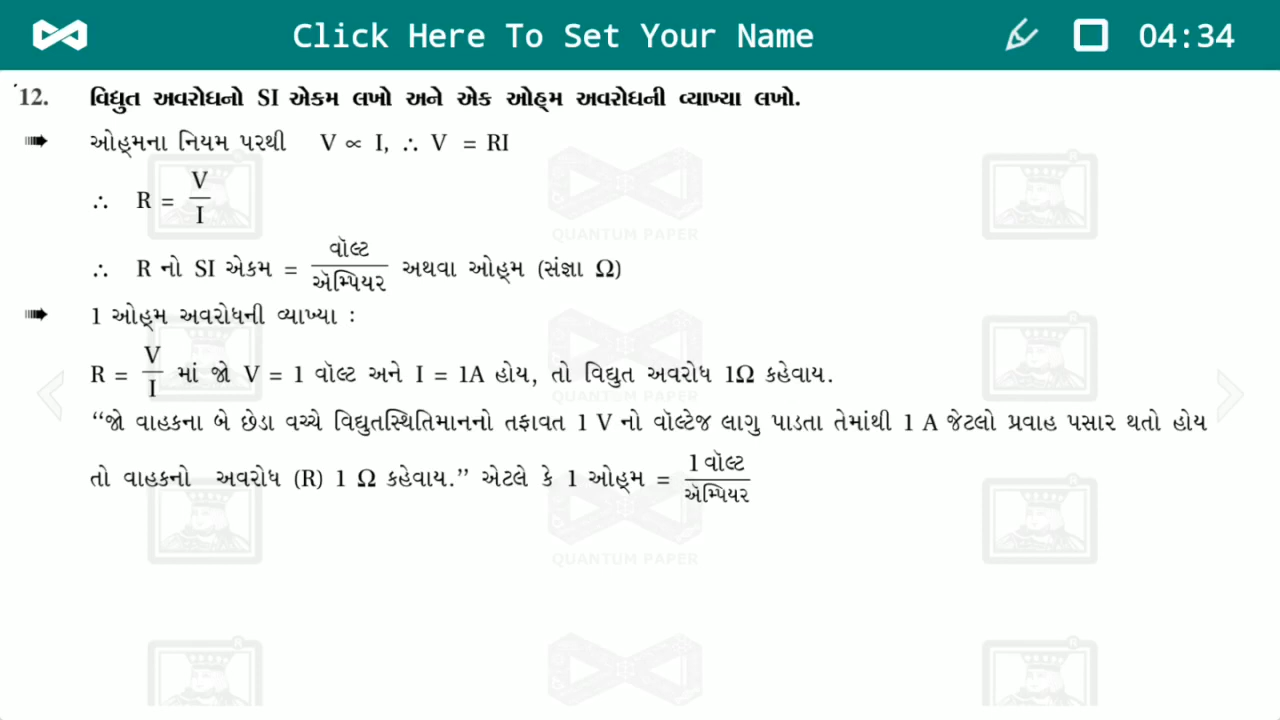 Click Here To Set Your Name
04:34
12. વિદ્યુત અવરોધનો SI એકમ લખો અને એક ઓહ્મ અવરોધની વ્યાખ્યા લખો.
➠ ઓહ્મના નિયમ પરથી V ∝ I, ∴ V = RI
∴ R = V/I
∴ R નો SI એકમ = વૉલ્ટ/ઍમ્પિયર અથવા ઓહ્મ (સંજ્ઞા Ω)
➠ 1 ઓહ્મ અવરોધની વ્યાખ્યા :
R = V/I માં જો V = 1 વૉલ્ટ અને I = 1A હોય, તો વિદ્યુત અવરોધ 1Ω કહેવાય.
“જો વાહકના બે છેડા વચ્ચે વિદ્યુતસ્થિતિમાનનો તફાવત 1 V નો વૉલ્ટેજ લાગુ પાડતા તેમાંથી 1 A જેટલો પ્રવાહ પસાર થતો હોય
તો વાહકનો અવરોધ (R) 1 Ω કહેવાય.” એટલે કે 1 ઓહ્મ = 1 વૉલ્ટ/ઍમ્પિયર
QUANTUM PAPER
QUANTUM PAPER